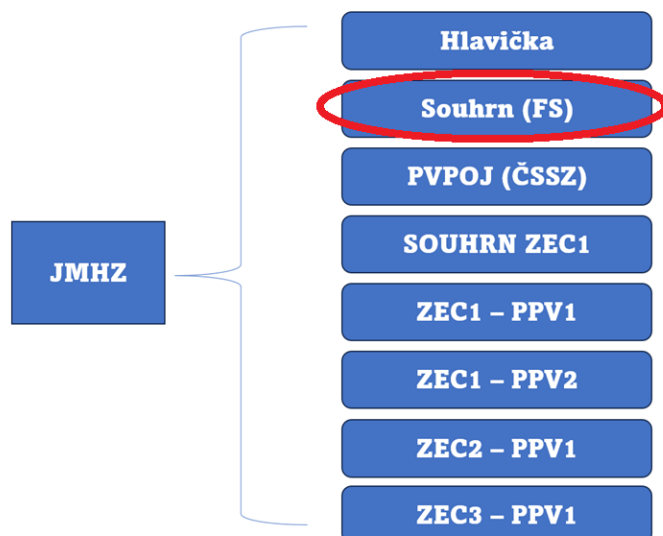 Hlavička
Souhrn (FS)
PVPOJ (ČSSZ)
JMHZ
SOUHRN ZEC1
ZEC1 – PPV1
ZEC1 – PPV2
ZEC2 – PPV1
ZEC3 – PPV1